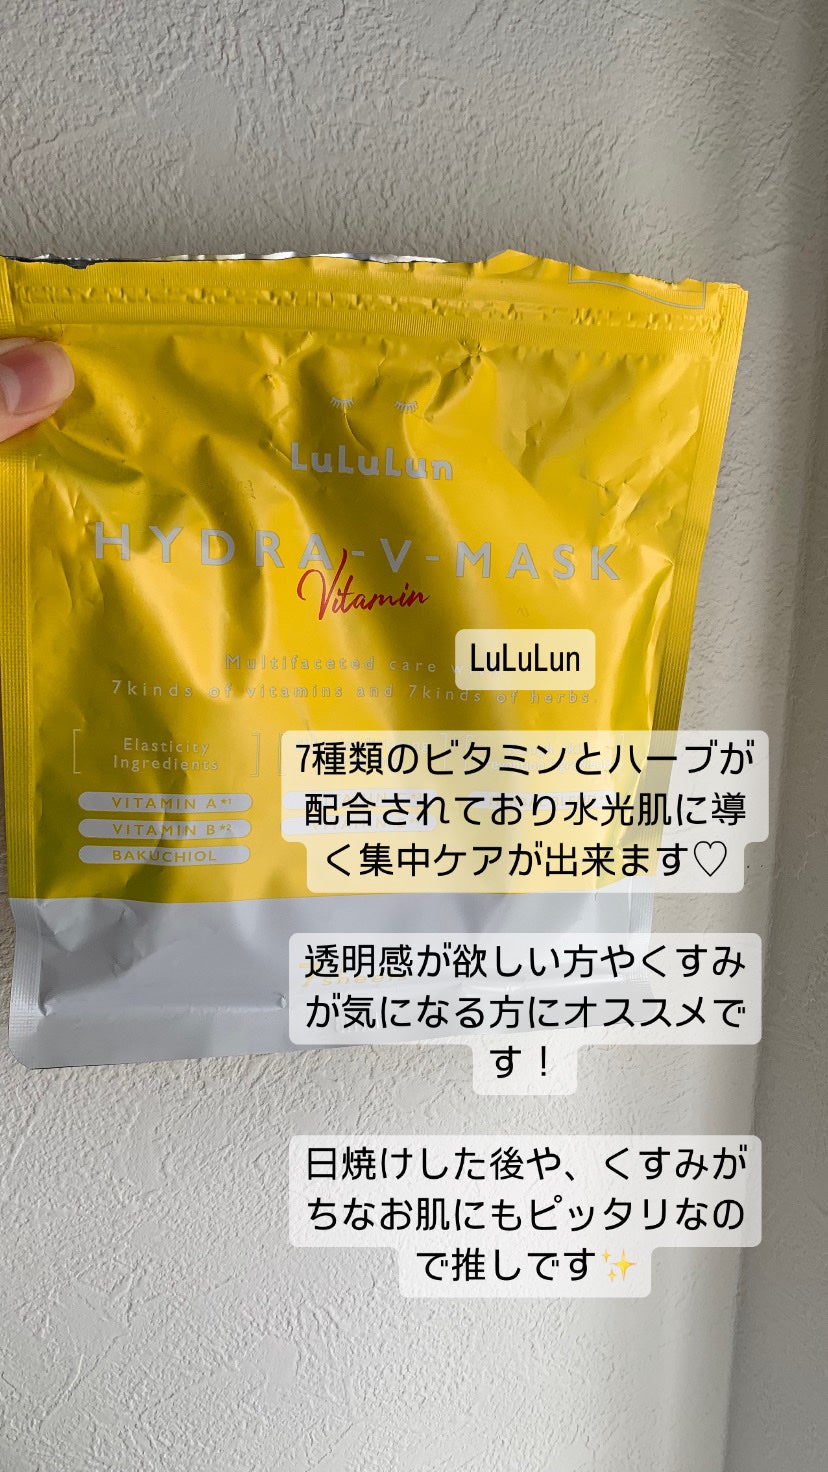 LuLuLun
HYDRA-V-MASK
Vitamin
Multifaceted care w
7kinds of vitamins and 7kinds of herbs.
LuLuLun
Elasticity
Ingredients
VITAMIN A*1
VITAMIN B*2
BAKUCHIOL
7種類のビタミンとハーブが
配合されており水光肌に導
く集中ケアが出来ます♡
透明感が欲しい方やくすみ
が気になる方にオススメで
す！
日焼けした後や、くすみが
ちなお肌にもピッタリなの
で推しです✨